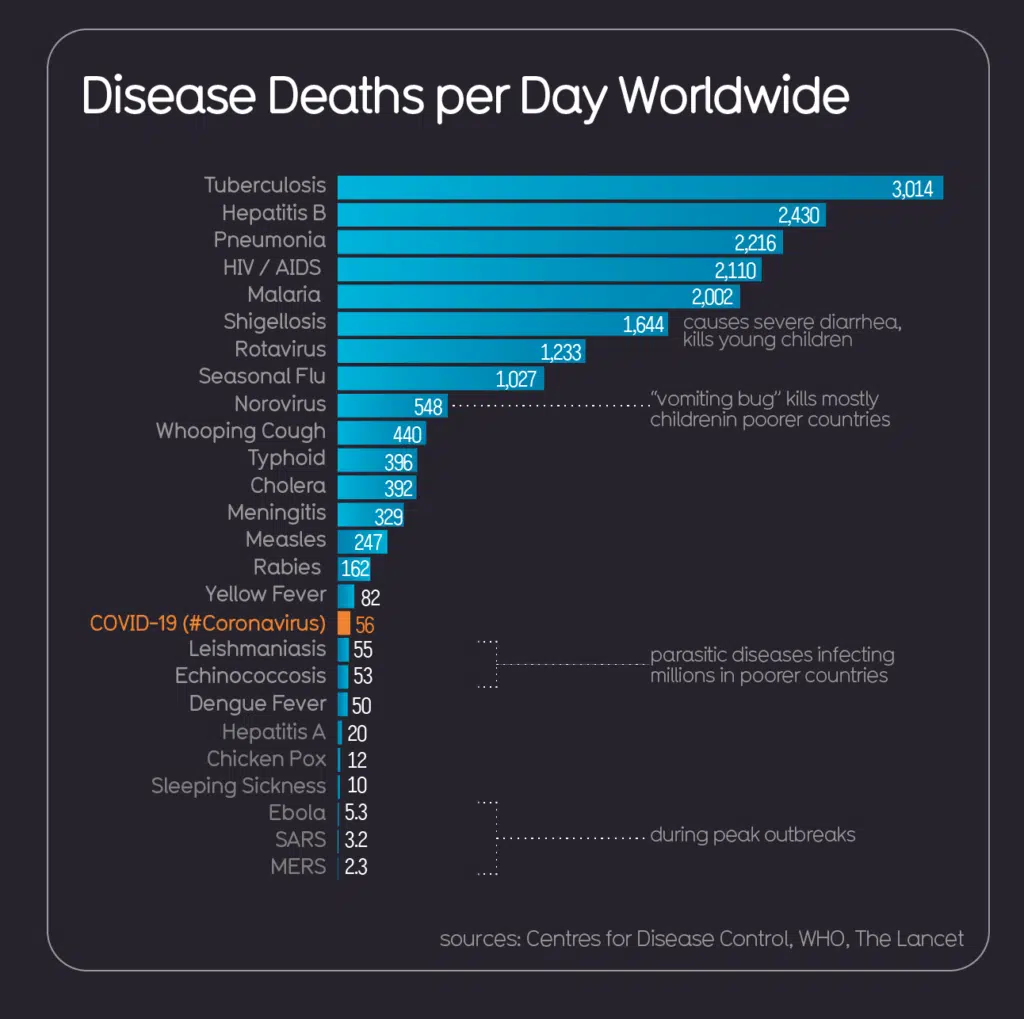 Disease Deaths per Day Worldwide
Tuberculosis 3,014
Hepatitis B 2,430
Pneumonia 2,216
HIV / AIDS 2,110
Malaria 2,002
Shigellosis 1,644 causes severe diarrhea,
kills young children
Rotavirus 1,233
Seasonal Flu 1,027
Norovirus 548 "vomiting bug" kills mostly
childrenin poorer countries
Whooping Cough 440
Typhoid 396
Cholera 392
Meningitis 329
Measles 247
Rabies 162
Yellow Fever 82
COVID-19 (#Coronavirus) 56
Leishmaniasis 55
Echinococcosis 53
parasitic diseases infecting
millions in poorer countries
Dengue Fever 50
Hepatitis A 20
Chicken Pox 12
Sleeping Sickness 10
Ebola 5.3
SARS 3.2
MERS 2.3
during peak outbreaks
sources: Centres for Disease Control, WHO, The Lancet